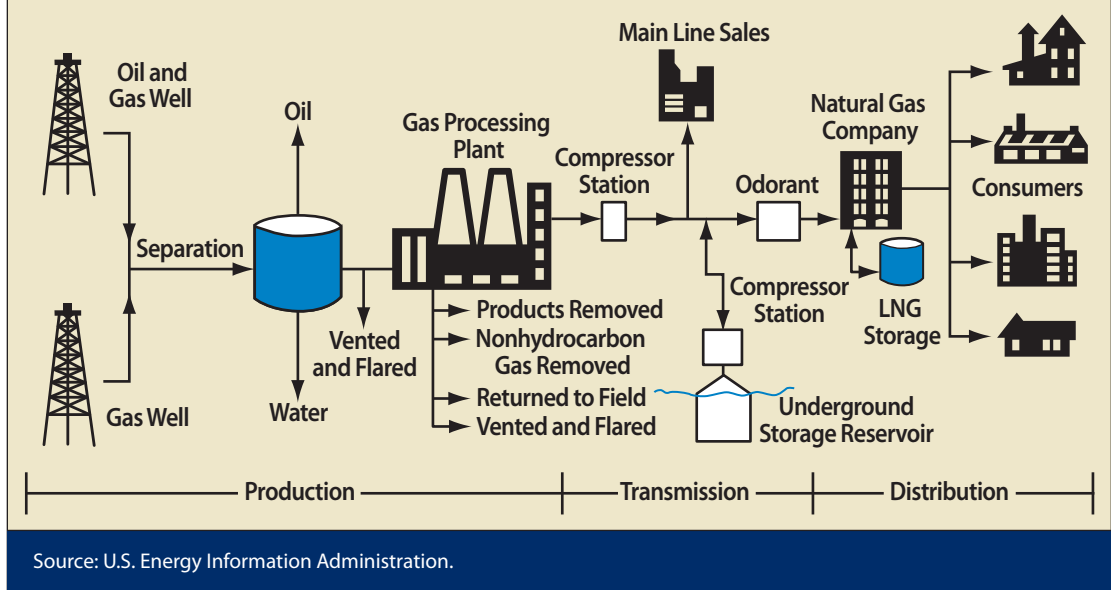 Main Line Sales
Oil and
Gas Well
Oil
Gas Processing
Plant
Compressor
Station
Odorant
Natural Gas
Company
Consumers
Separation
Vented
and Flared
Products Removed
Nonhydrocarbon
Gas Removed
Returned to Field
Vented and Flared
Compressor
Station
LNG
Storage
Gas Well
Water
Underground
Storage Reservoir
Production
Transmission
Distribution
Source: U.S. Energy Information Administration.